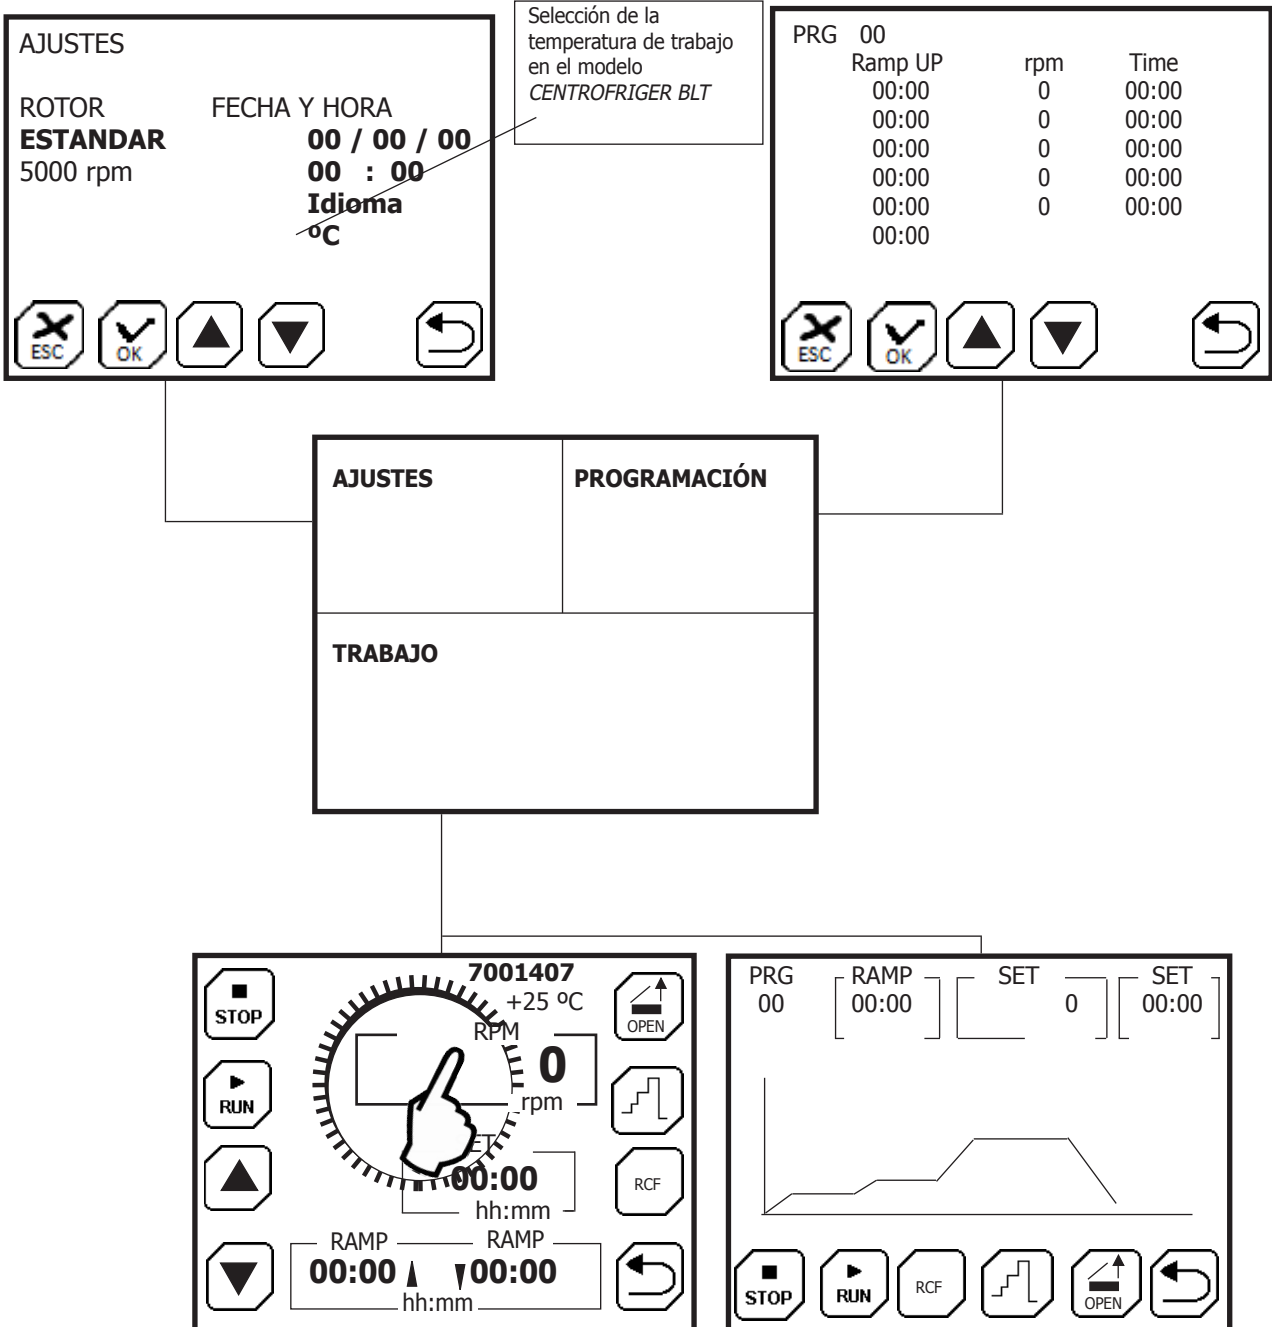 AJUSTES
ROTOR FECHA Y HORA
ESTANDAR 00 / 00 / 00
5000 rpm 00 : 00
Idioma
ºC
ESC OK
Selección de la
temperatura de trabajo
en el modelo
CENTROFRIGER BLT
PRG 00
Ramp UP rpm Time
00:00 0 00:00
00:00 0 00:00
00:00 0 00:00
00:00 0 00:00
00:00 0 00:00
00:00
ESC OK
AJUSTES PROGRAMACIÓN
TRABAJO
7001407
+25 ºC
STOP OPEN
RPM
0
rpm
RUN
ET
00:00
hh:mm
RCF
RAMP RAMP
00:00 00:00
hh:mm
PRG RAMP SET SET
00 00:00 0 00:00
STOP RUN RCF OPEN